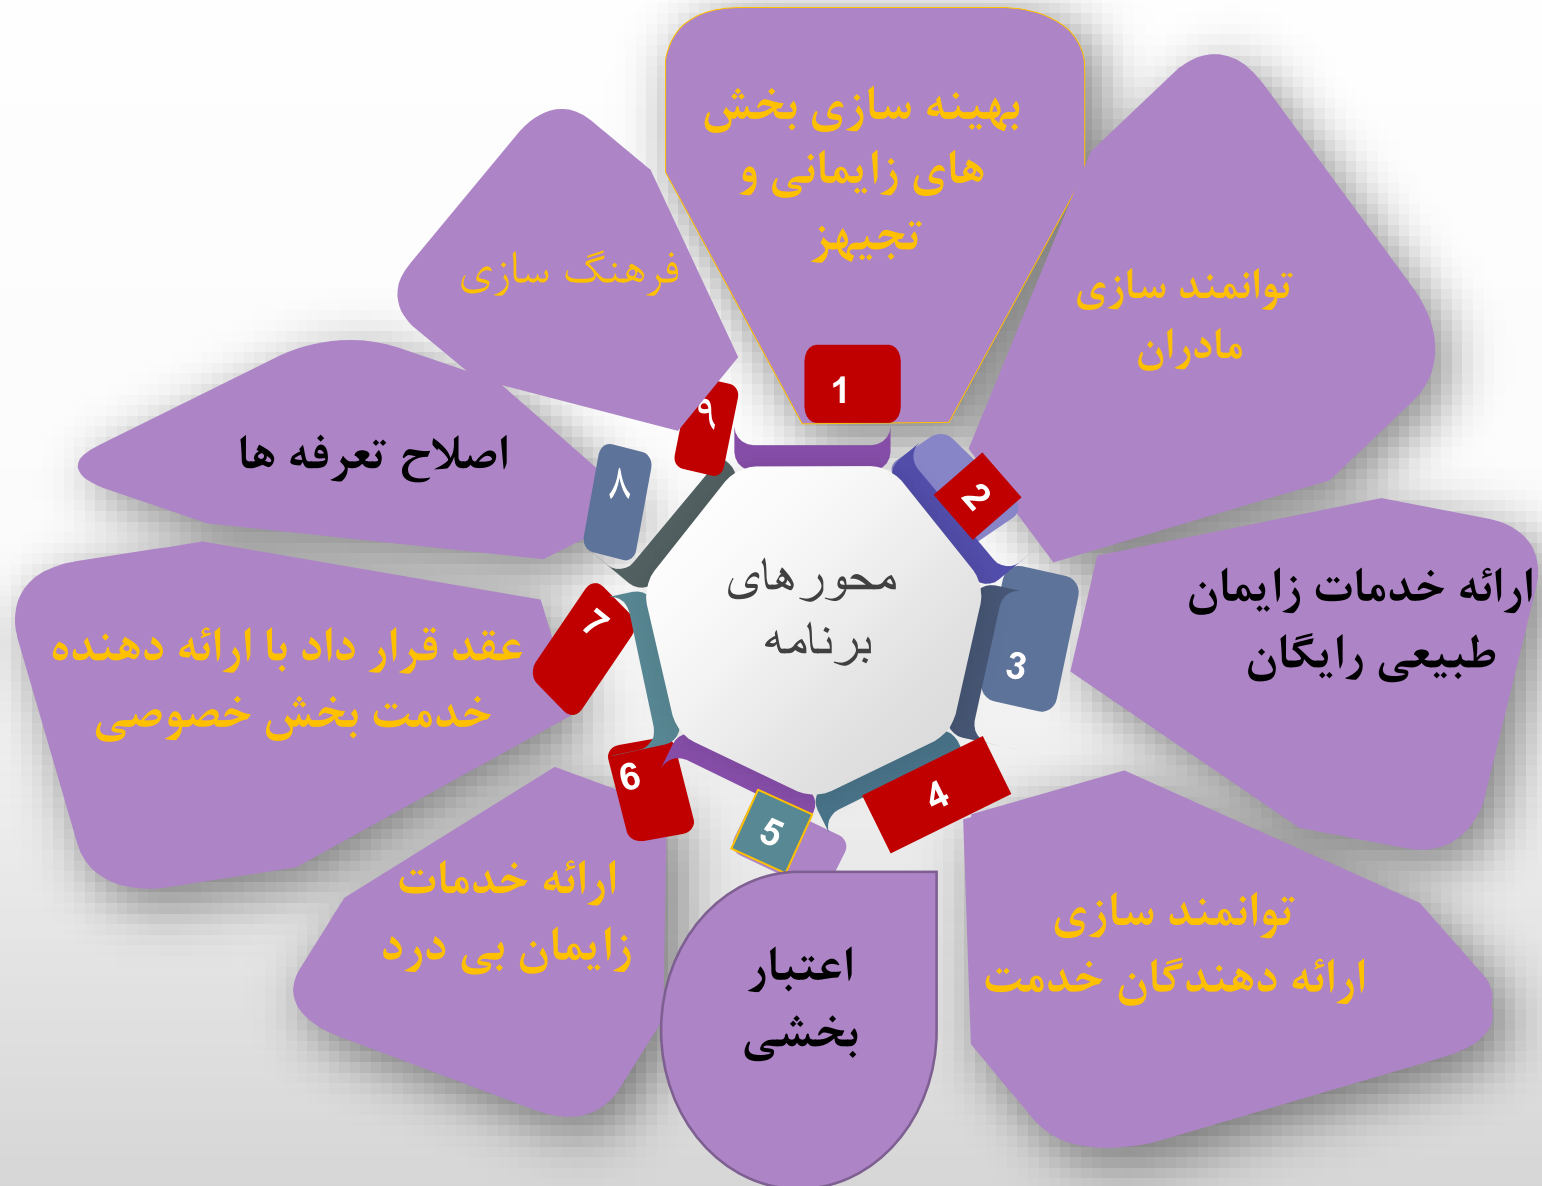 محورهای
برنامه
1
بهینه سازی بخش
های زایمانی و
تجیهز
2
توانمند سازی
مادران
3
ارائه خدمات زایمان
طبیعی رایگان
4
توانمند سازی
ارائه دهندگان خدمت
5
اعتبار
بخشی
6
ارائه خدمات
زایمان بی درد
7
عقد قرار داد با ارائه دهنده
خدمت بخش خصوصی
۸
اصلاح تعرفه ها
۹
فرهنگ سازی